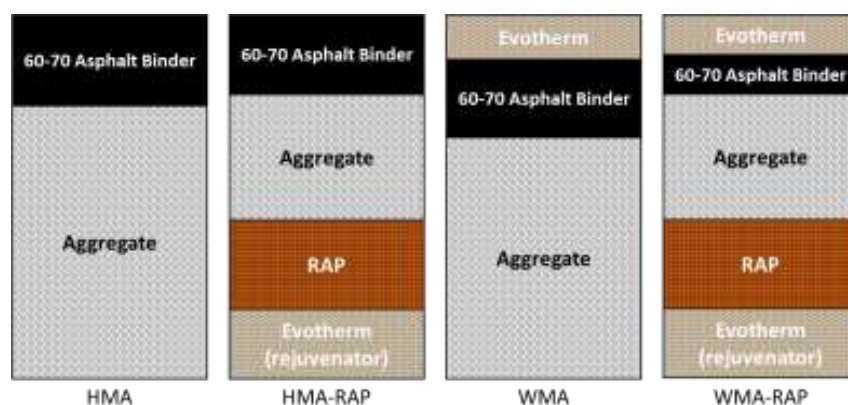 60-70 Asphalt Binder
Aggregate
HMA
60-70 Asphalt Binder
Aggregate
RAP
Evotherm
(rejuvenator)
HMA-RAP
Evotherm
60-70 Asphalt Binder
Aggregate
WMA
Evotherm
60-70 Asphalt Binder
Aggregate
RAP
Evotherm
(rejuvenator)
WMA-RAP